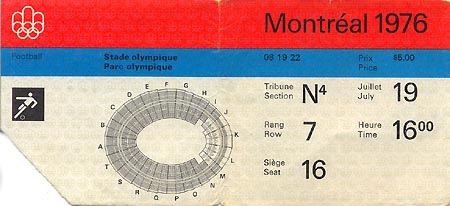 Montréal 1976
Football
Stade olympique
Parc olympique
08 19 22
Prix
Price
$5.00
Tribune
Section
N4
Juillet
July
19
Rang
Row
7
Heure
Time
16 00
Siège
Seat
16
A
B
C
D
E
F
G
H
I
J
K
L
M
N
O
P
Q
R
S
T